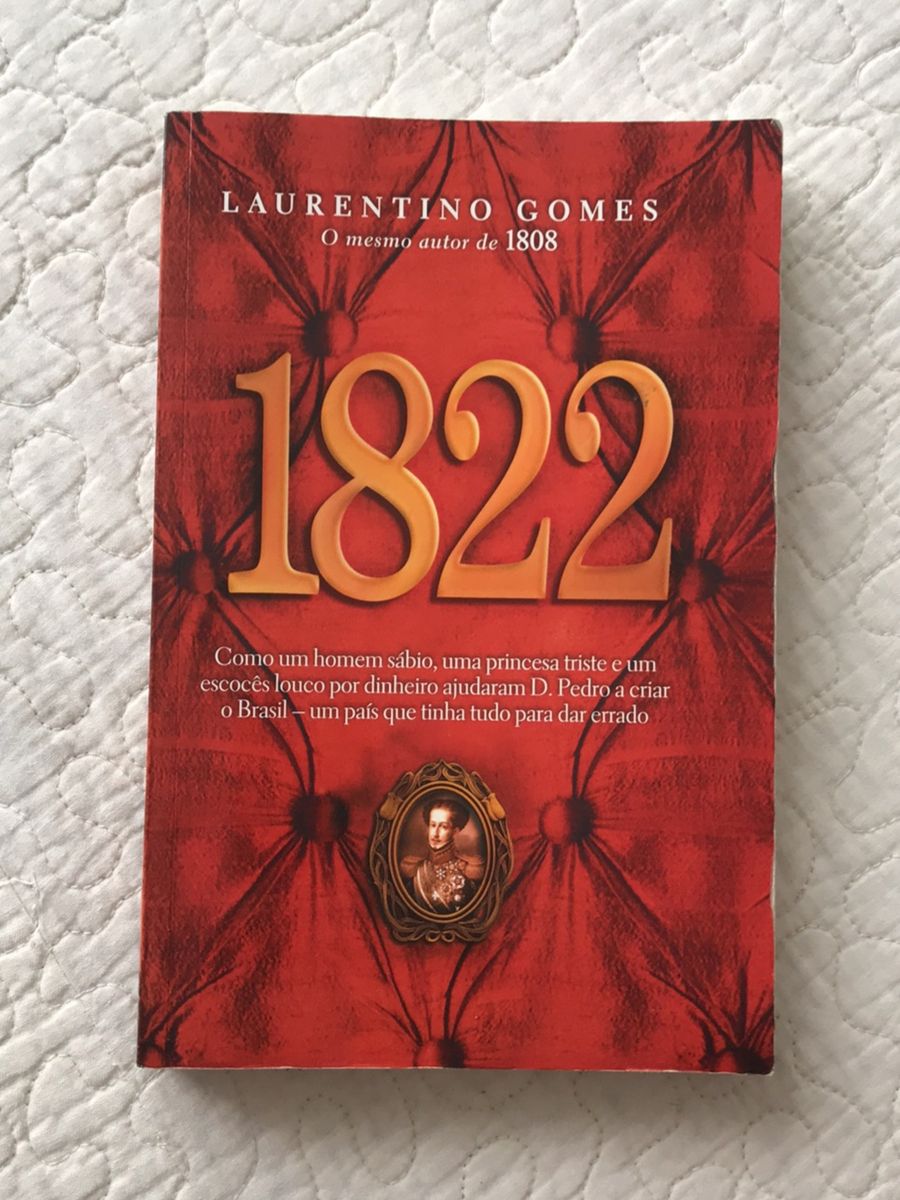 LAURENTINO GOMES
O mesmo autor de 1808
1822
Como um homem sábio, uma princesa triste e um
escocês louco por dinheiro ajudaram D. Pedro a criar
o Brasil – um país que tinha tudo para dar errado